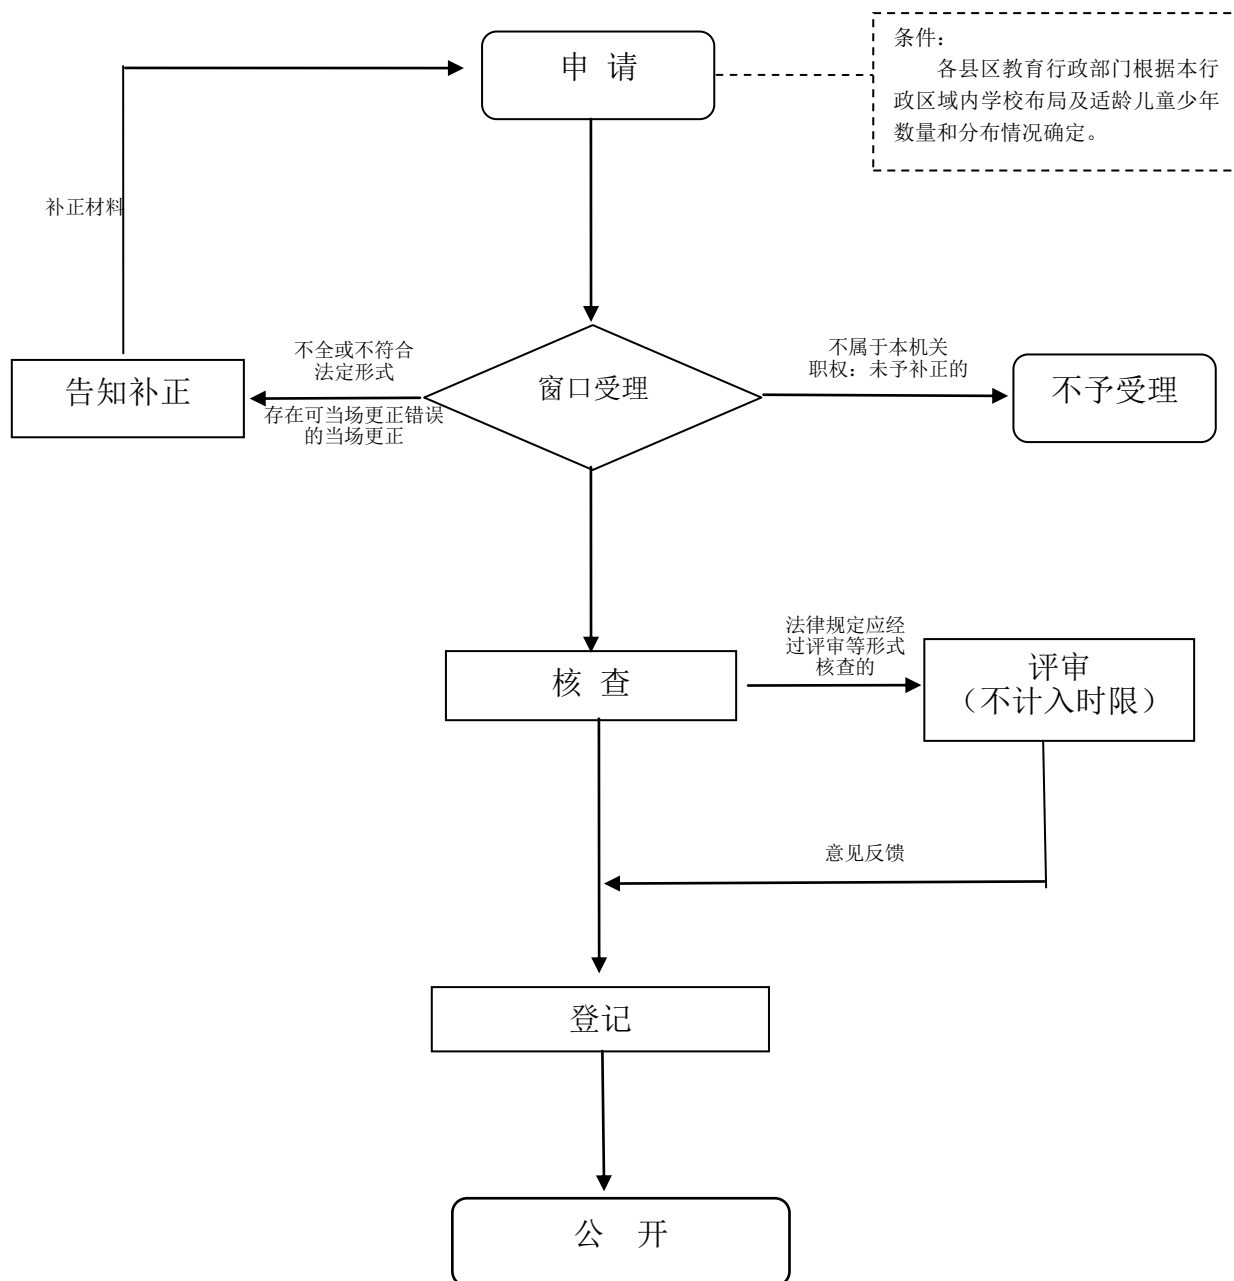 申 请
条件：
各县区教育行政部门根据本行
政区域内学校布局及适龄儿童少年
数量和分布情况确定。
补正材料
不全或不符合
法定形式
告知补正
存在可当场更正错误
的当场更正
窗口受理
不属于本机关
职权：未予补正的
不予受理
核 查
法律规定应经
过评审等形式
核查的
评审
（不计入时限）
意见反馈
登记
公 开